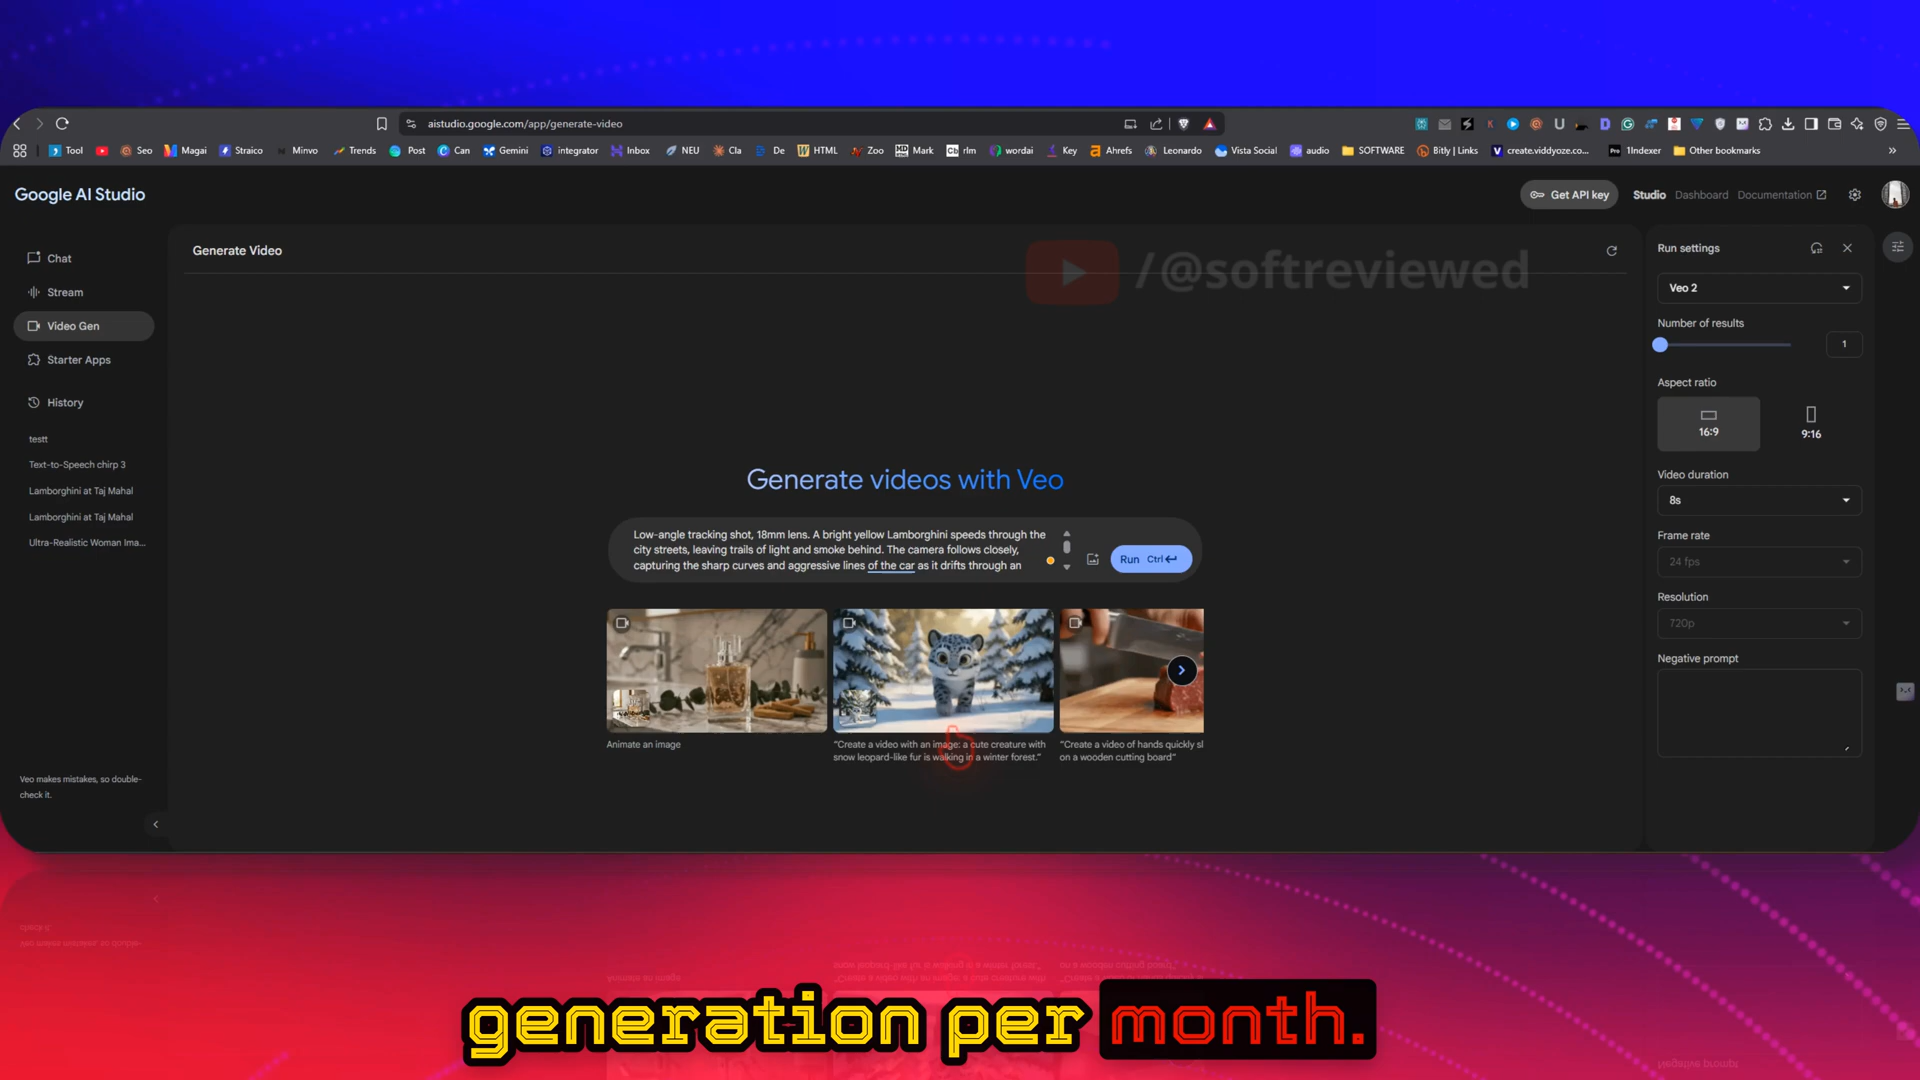 aistudio.google.com/app/generate-video
Tool Seo Magai Straico Minvo Trends Post Can Gemini integrator Inbox NEU Cla De HTML Zoo Mark rlm wordai Key Ahrefs Leonardo Vista Social audio SOFTWARE Bitly | Links create.viddyoze.co... 1Indexer Other bookmarks
Google AI Studio
Get API key Studio Dashboard Documentation
Chat
Stream
Video Gen
Starter Apps
History
testt
Text-to-Speech chirp 3
Lamborghini at Taj Mahal
Lamborghini at Taj Mahal
Ultra-Realistic Woman Ima...
Veo makes mistakes, so double-
check it.
Generate Video
/@softreviewed
Generate videos with Veo
Low-angle tracking shot, 18mm lens. A bright yellow Lamborghini speeds through the
city streets, leaving trails of light and smoke behind. The camera follows closely,
capturing the sharp curves and aggressive lines of the car as it drifts through an
Run Ctrl
Animate an image
"Create a video with an image: a cute creature with
snow leopard-like fur is walking in a winter forest."
"Create a video of hands quickly sl
on a wooden cutting board"
Run settings
Veo 2
Number of results
1
Aspect ratio
16:9
9:16
Video duration
8s
Frame rate
24 fps
Resolution
720p
Negative prompt
generation per month.